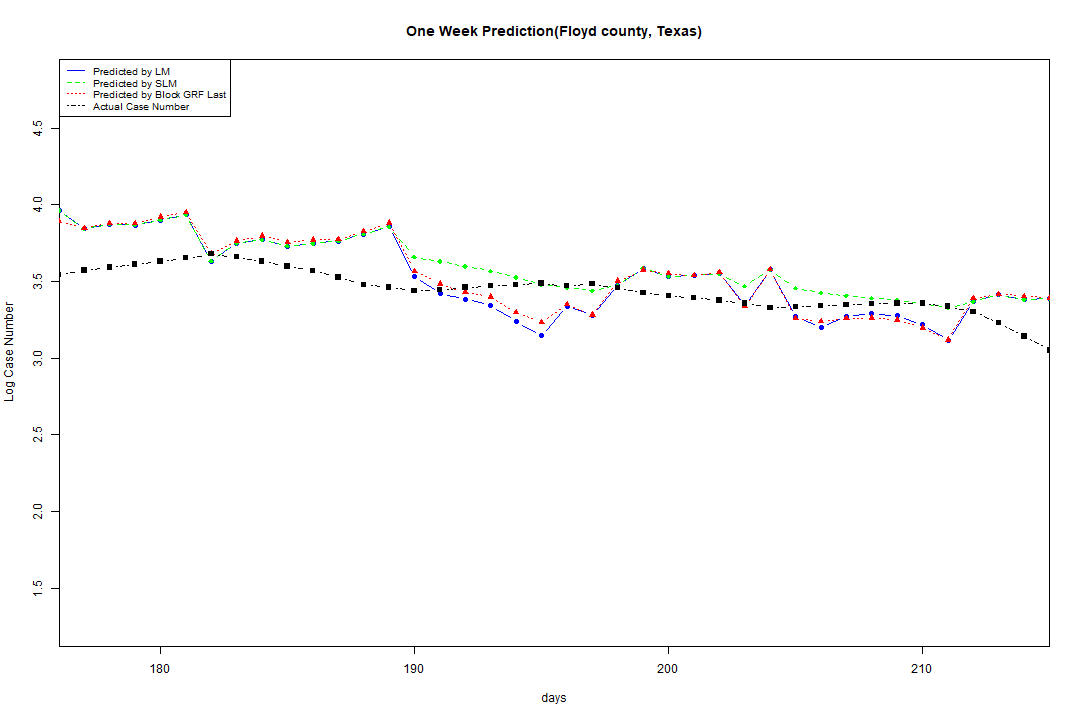 One Week Prediction(Floyd county, Texas)
Predicted by LM
Predicted by SLM
Predicted by Block GRF Last
Actual Case Number
Log Case Number
4.5
4.0
3.5
3.0
2.5
2.0
1.5
180 190 200 210
days